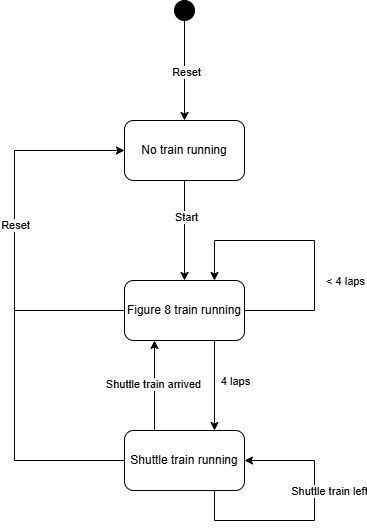 Reset
No train running
Start
Reset
< 4 laps
Figure 8 train running
Shuttle train arrived
4 laps
Shuttle train running
Shuttle train left